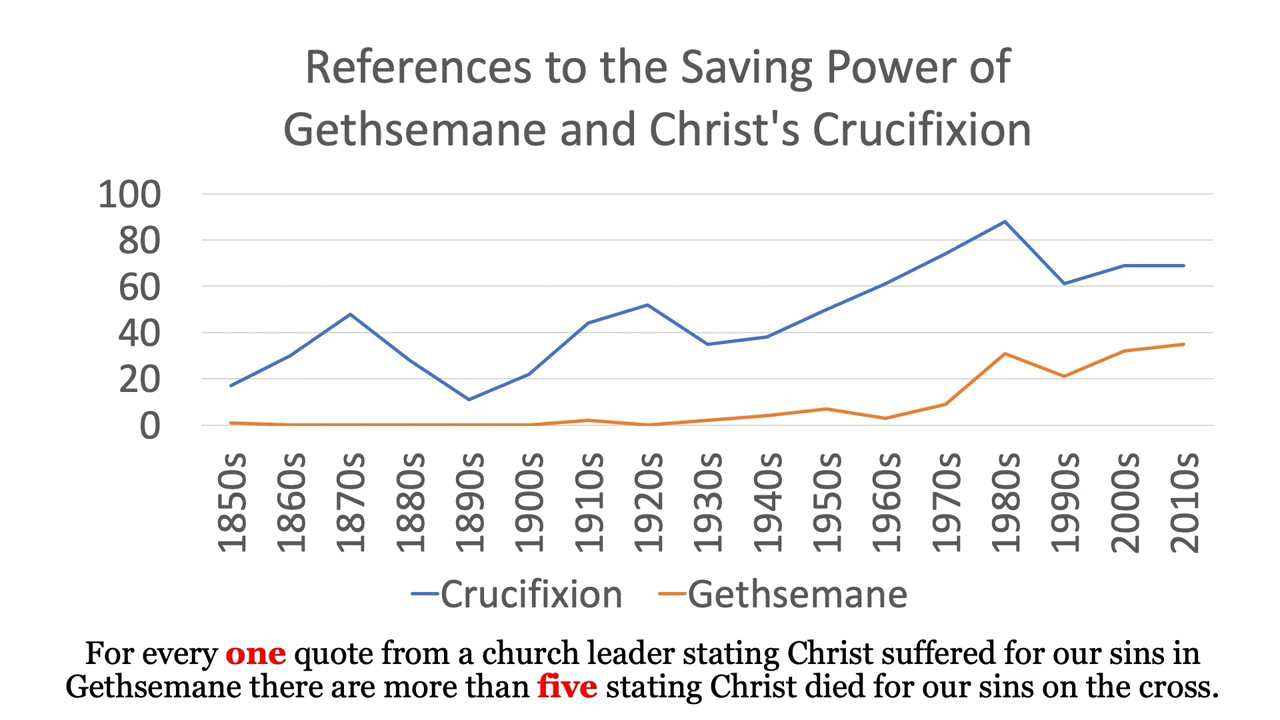 References to the Saving Power of
Gethsemane and Christ's Crucifixion
100
80
60
40
20
0
1850s
1860s
1870s
1880s
1890s
1900s
1910s
1920s
1930s
1940s
1950s
1960s
1970s
1980s
1990s
2000s
2010s
Crucifixion
Gethsemane
For every one quote from a church leader stating Christ suffered for our sins in
Gethsemane there are more than five stating Christ died for our sins on the cross.